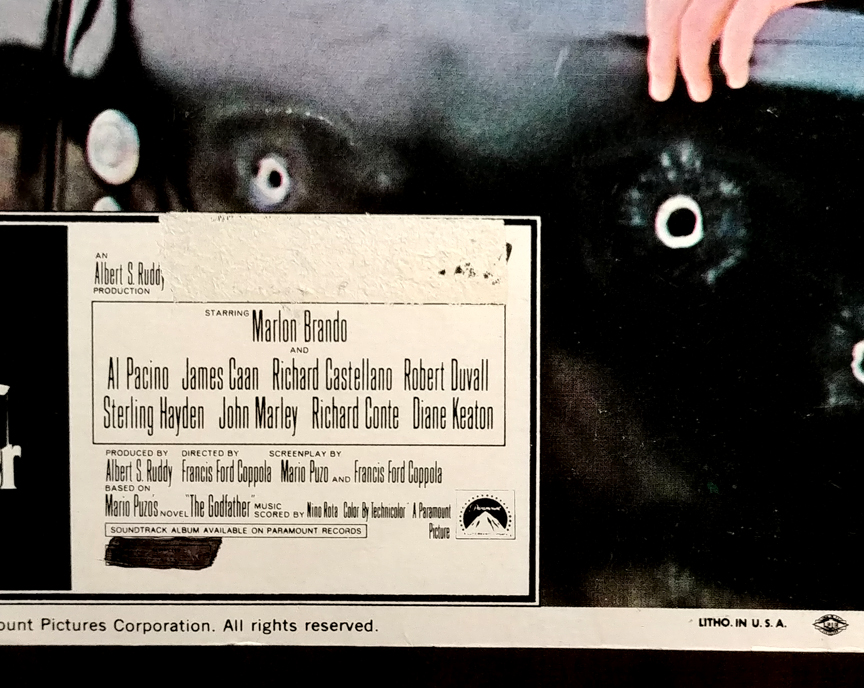 AN
Albert S. Ruddy
PRODUCTION
STARRING Marlon Brando
AND
Al Pacino James Caan Richard Castellano Robert Duvall
Sterling Hayden John Marley Richard Conte Diane Keaton
PRODUCED BY DIRECTED BY SCREENPLAY BY
Albert S. Ruddy Francis Ford Coppola Mario Puzo AND Francis Ford Coppola
BASED ON
Mario Puzo's NOVEL "The Godfather" MUSIC SCORED BY Nino Rota Color By Technicolor® A Paramount Picture
Paramount
SOUNDTRACK ALBUM AVAILABLE ON PARAMOUNT RECORDS
Pictures Corporation. All rights reserved.
LITHO. IN U.S.A.